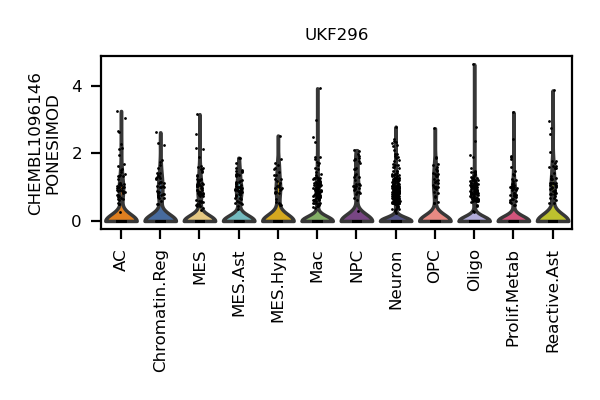 UKF296
CHEMBL1096146
PONESIMOD
4
2
0
AC
Chromatin.Reg
MES
MES.Ast
MES.Hyp
Mac
NPC
Neuron
OPC
Oligo
Prolif.Metab
Reactive.Ast